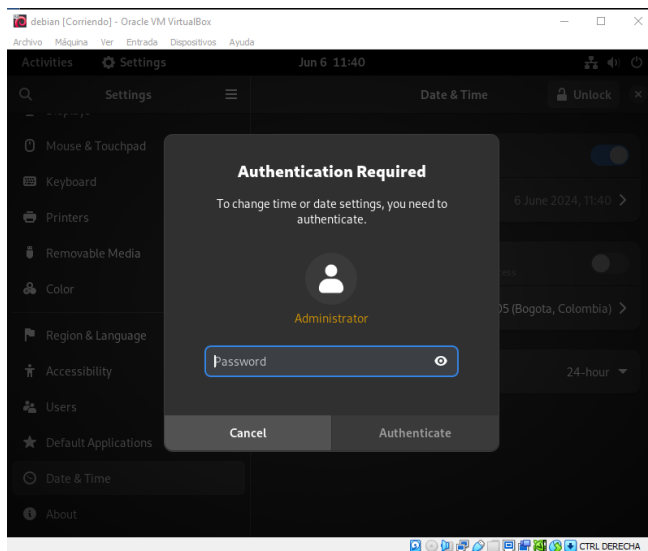 debian [Corriendo] - Oracle VM VirtualBox
Archivo Máquina Ver Entrada Dispositivos Ayuda
Activities Settings Jun 6 11:40
Settings Date & Time Unlock
Displays
Mouse & Touchpad
Keyboard
Printers
Removable Media
Color
Region & Language
Accessibility
Users
Default Applications
Date & Time
About
6 June 2024, 11:40
05 (Bogota, Colombia)
24-hour
Authentication Required
To change time or date settings, you need to
authenticate.
Administrator
Password
Cancel Authenticate
CTRL DERECHA